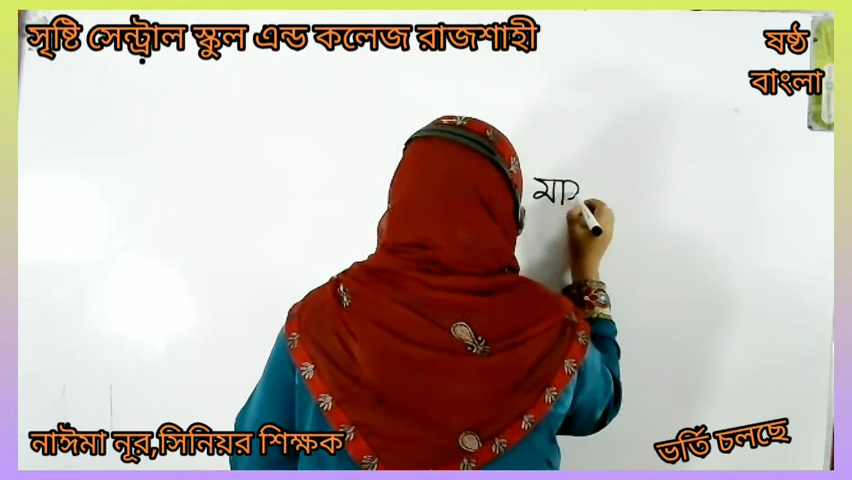 সৃষ্টি সেন্ট্রাল স্কুল এন্ড কলেজ রাজশাহী
ষষ্ঠ
বাংলা
নাঈমা নূর,সিনিয়র শিক্ষক
ভর্তি চলছে